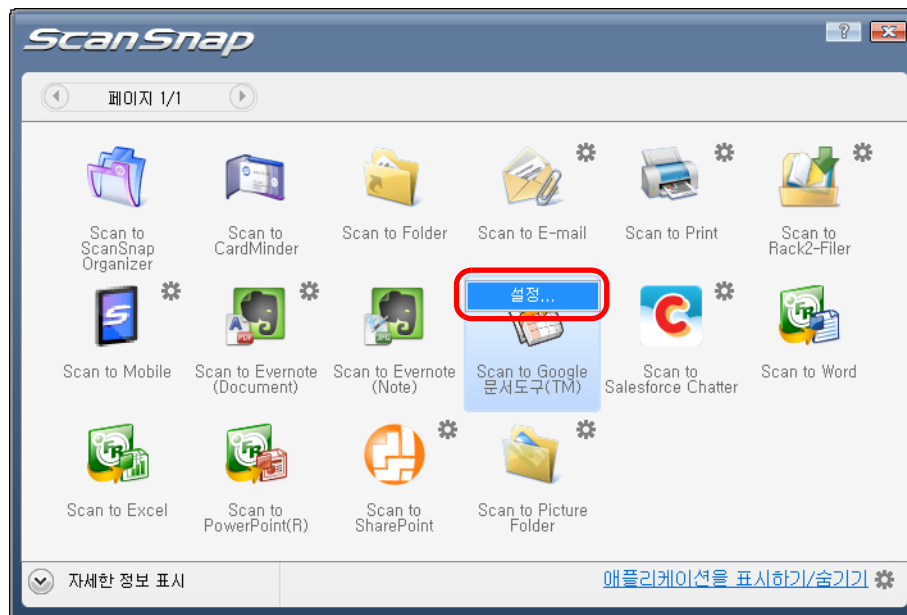 ScanSnap
페이지 1/1
Scan to
ScanSnap
Organizer
Scan to
CardMinder
Scan to Folder
Scan to E-mail
Scan to Print
Scan to
Rack2-Filer
설정...
Scan to Mobile
Scan to Evernote
(Document)
Scan to Evernote
(Note)
Scan to Google
문서도구(TM)
Scan to
Salesforce Chatter
Scan to Word
Scan to Excel
Scan to
PowerPoint(R)
Scan to
SharePoint
Scan to Picture
Folder
자세한 정보 표시
애플리케이션을 표시하기/숨기기